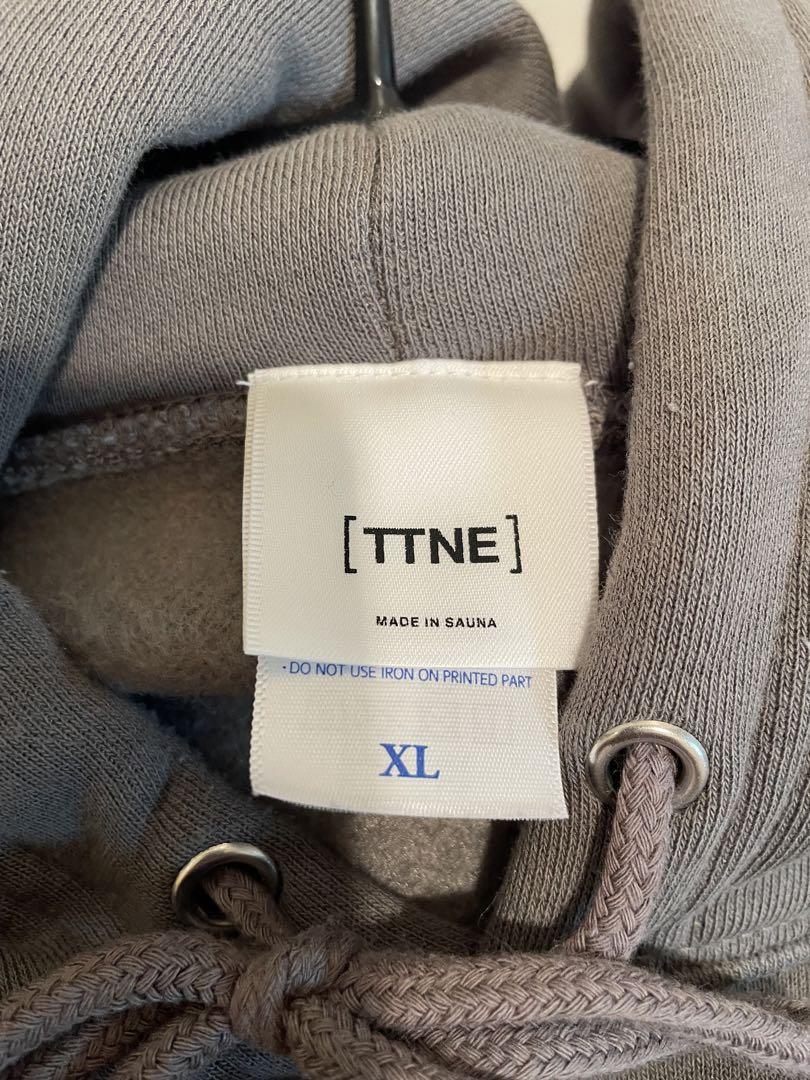 [TTNE]
MADE IN SAUNA
・DO NOT USE IRON ON PRINTED PART
XL